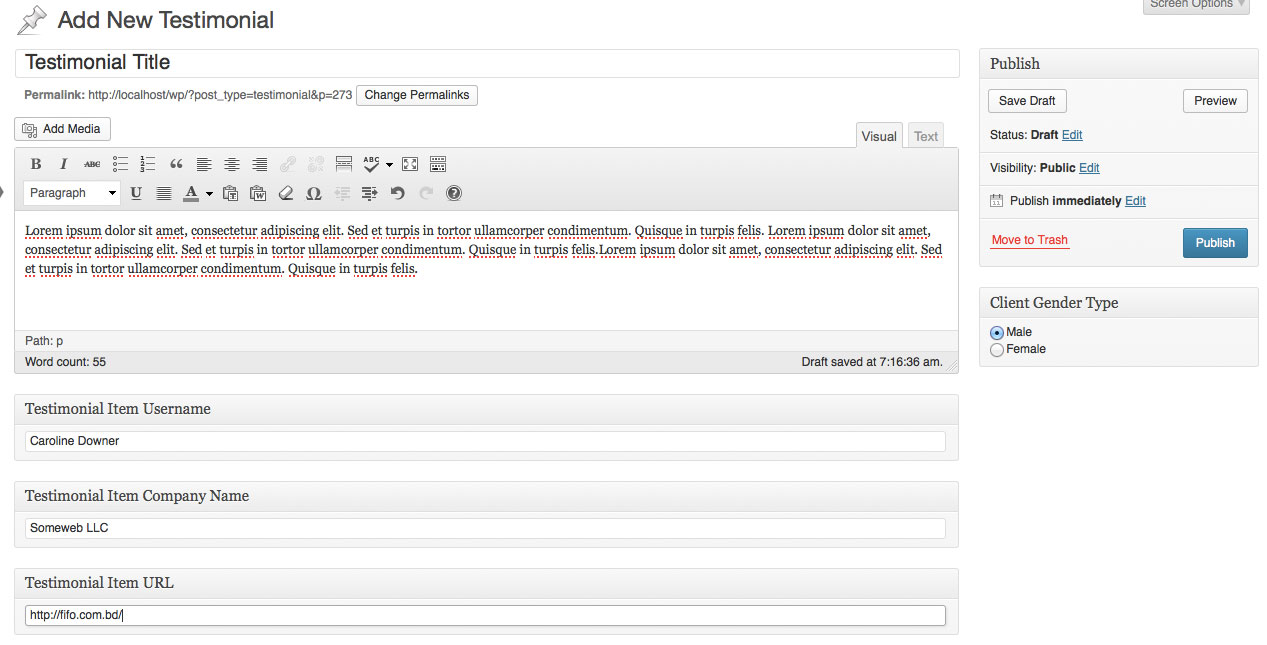 Screen Options
Add New Testimonial
Testimonial Title
Permalink: http://localhost/wp/?post_type=testimonial&p=273 Change Permalinks
Add Media
Visual Text
B I ABC ABC
Paragraph U A T W Ω ?
Lorem ipsum dolor sit amet, consectetur adipiscing elit. Sed et turpis in tortor ullamcorper condimentum. Quisque in turpis felis. Lorem ipsum dolor sit amet,
consectetur adipiscing elit. Sed et turpis in tortor ullamcorper condimentum. Quisque in turpis felis.Lorem ipsum dolor sit amet, consectetur adipiscing elit. Sed
et turpis in tortor ullamcorper condimentum. Quisque in turpis felis.
Path: p
Word count: 55 Draft saved at 7:16:36 am.
Testimonial Item Username
Caroline Downer
Testimonial Item Company Name
Someweb LLC
Testimonial Item URL
http://fifo.com.bd/
Publish
Save Draft Preview
Status: Draft Edit
Visibility: Public Edit
Publish immediately Edit
Move to Trash Publish
Client Gender Type
Male
Female